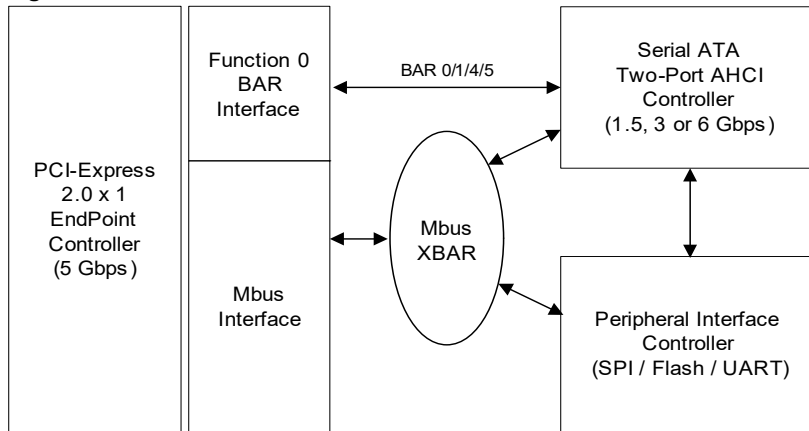 PCI-Express
2.0 x 1
EndPoint
Controller
(5 Gbps)
Function 0
BAR
Interface
Mbus
Interface
BAR 0/1/4/5
Mbus
XBAR
Serial ATA
Two-Port AHCI
Controller
(1.5, 3 or 6 Gbps)
Peripheral Interface
Controller
(SPI / Flash / UART)